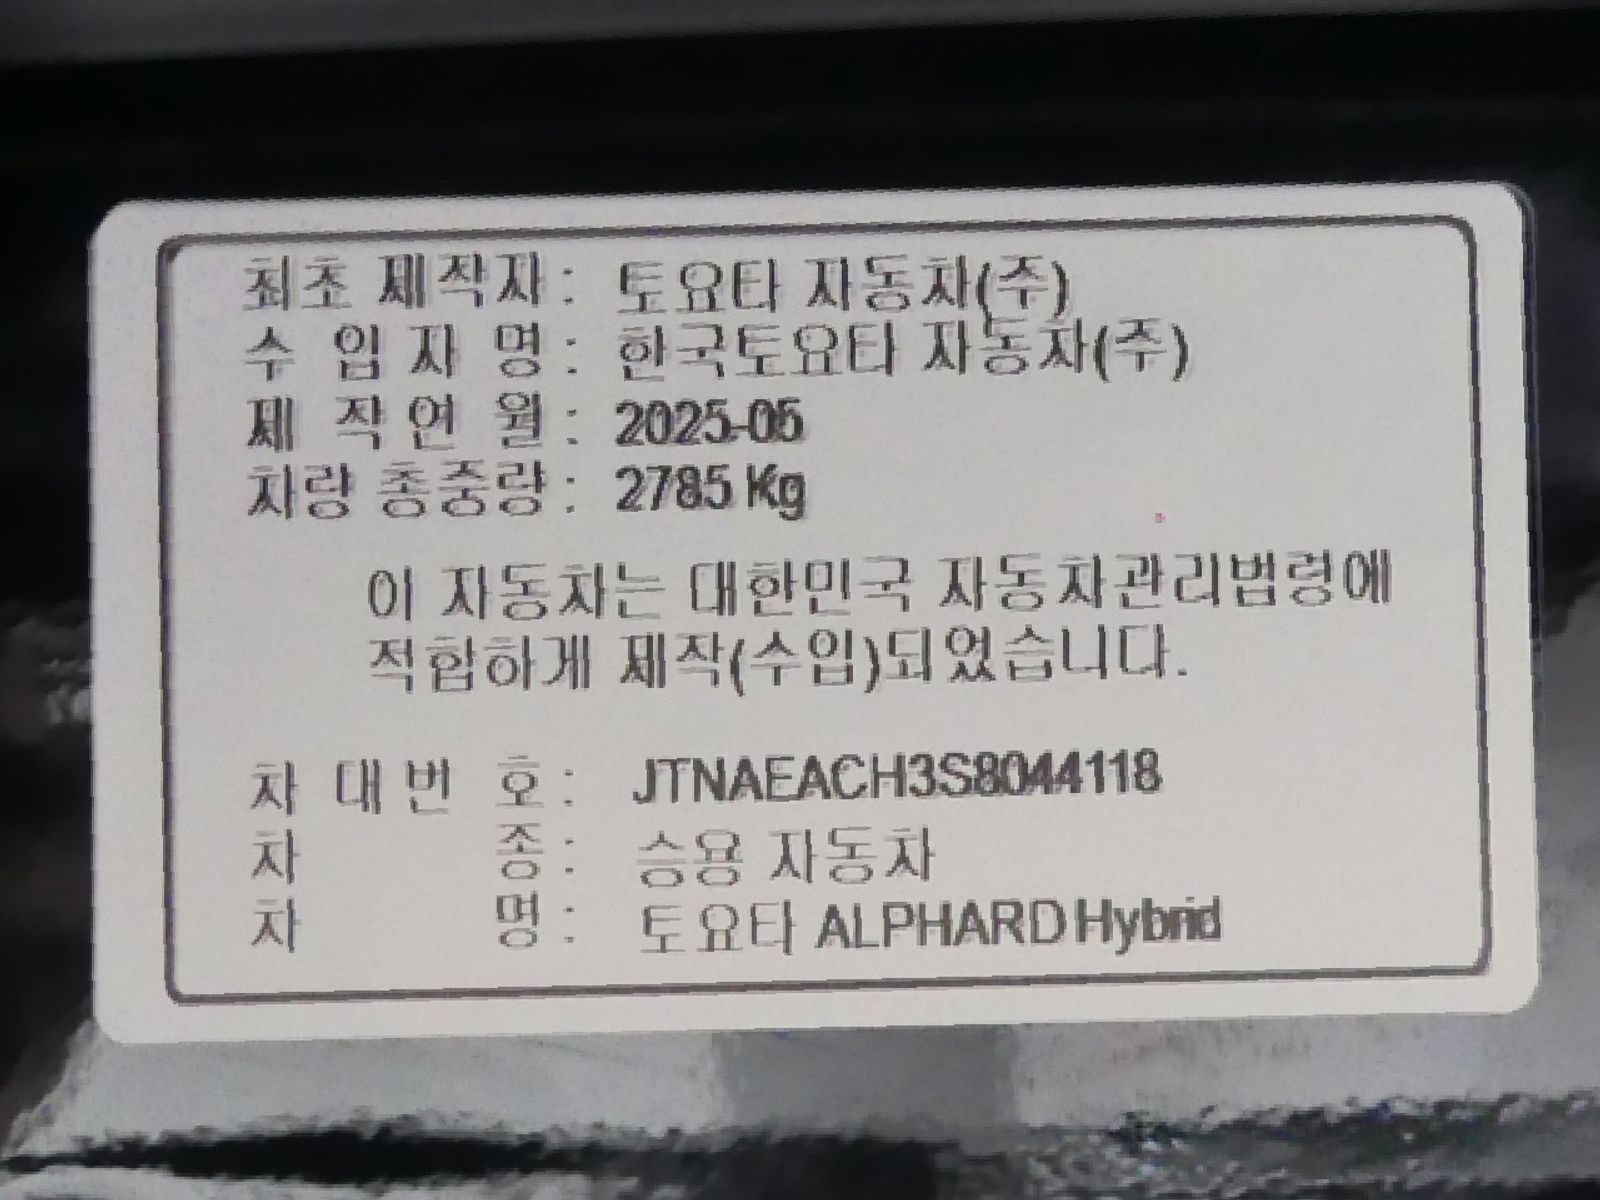 최초 제작자 : 토요타 자동차(주)
수 입 자 명 : 한국토요타 자동차(주)
제 작 연 월 : 2025-05
차량 총중량 : 2785 Kg
이 자동차는 대한민국 자동차관리법령에
적합하게 제작(수입)되었습니다.
차 대 번 호 : JTNAEACH3S8044118
차 종 : 승용 자동차
차 명 : 토요타 ALPHARD Hybrid